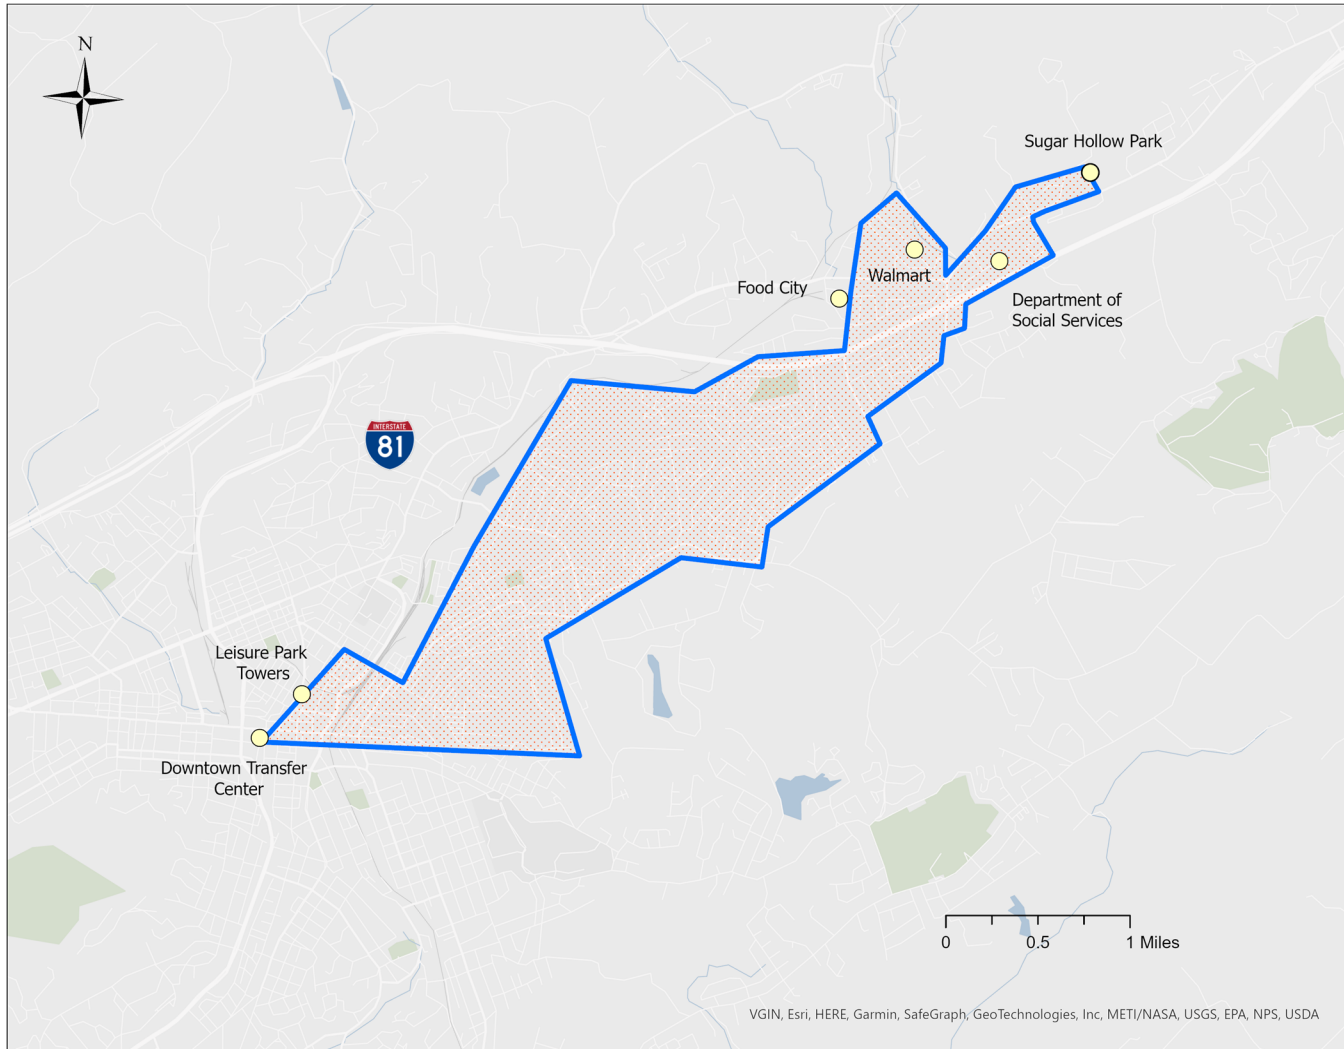 N
Sugar Hollow Park
Walmart
Food City
Department of
Social Services
INTERSTATE
81
Leisure Park
Towers
Downtown Transfer
Center
0 0.5 1 Miles
VGIN, Esri, HERE, Garmin, SafeGraph, GeoTechnologies, Inc, METI/NASA, USGS, EPA, NPS, USDA